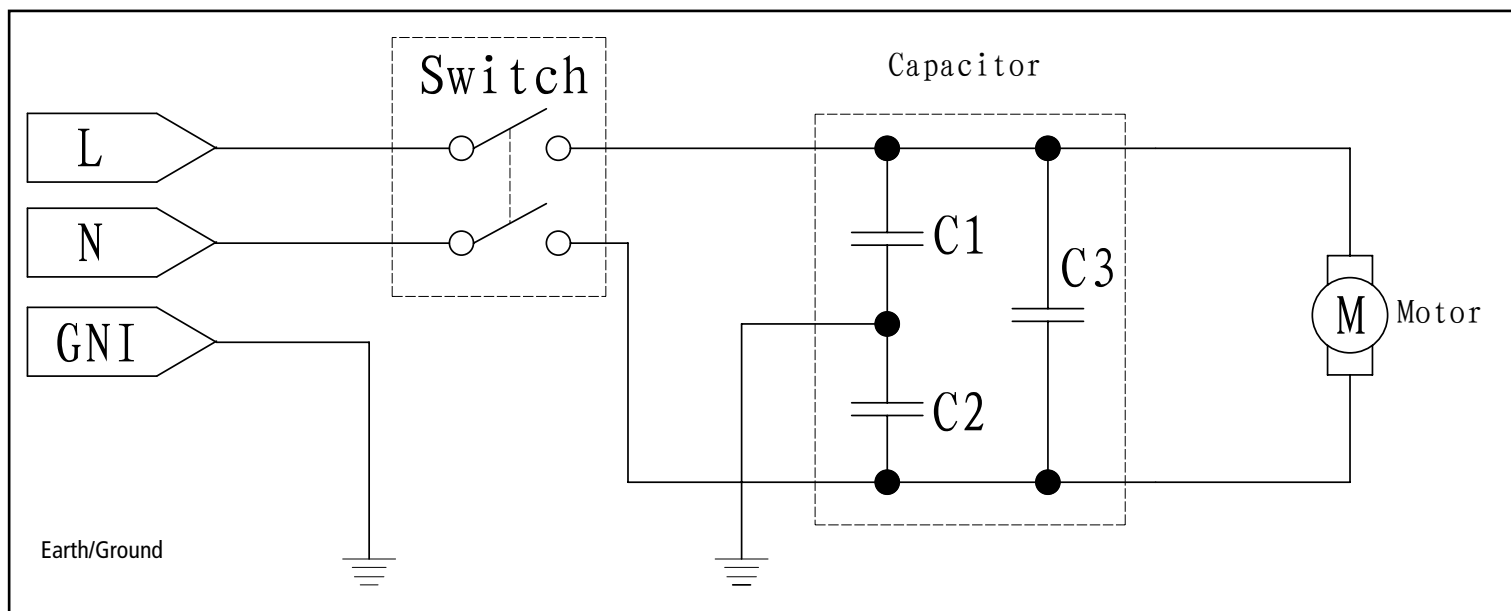 Switch
Capacitor
L
N
GNI
C1
C3
C2
M
Motor
Earth/Ground